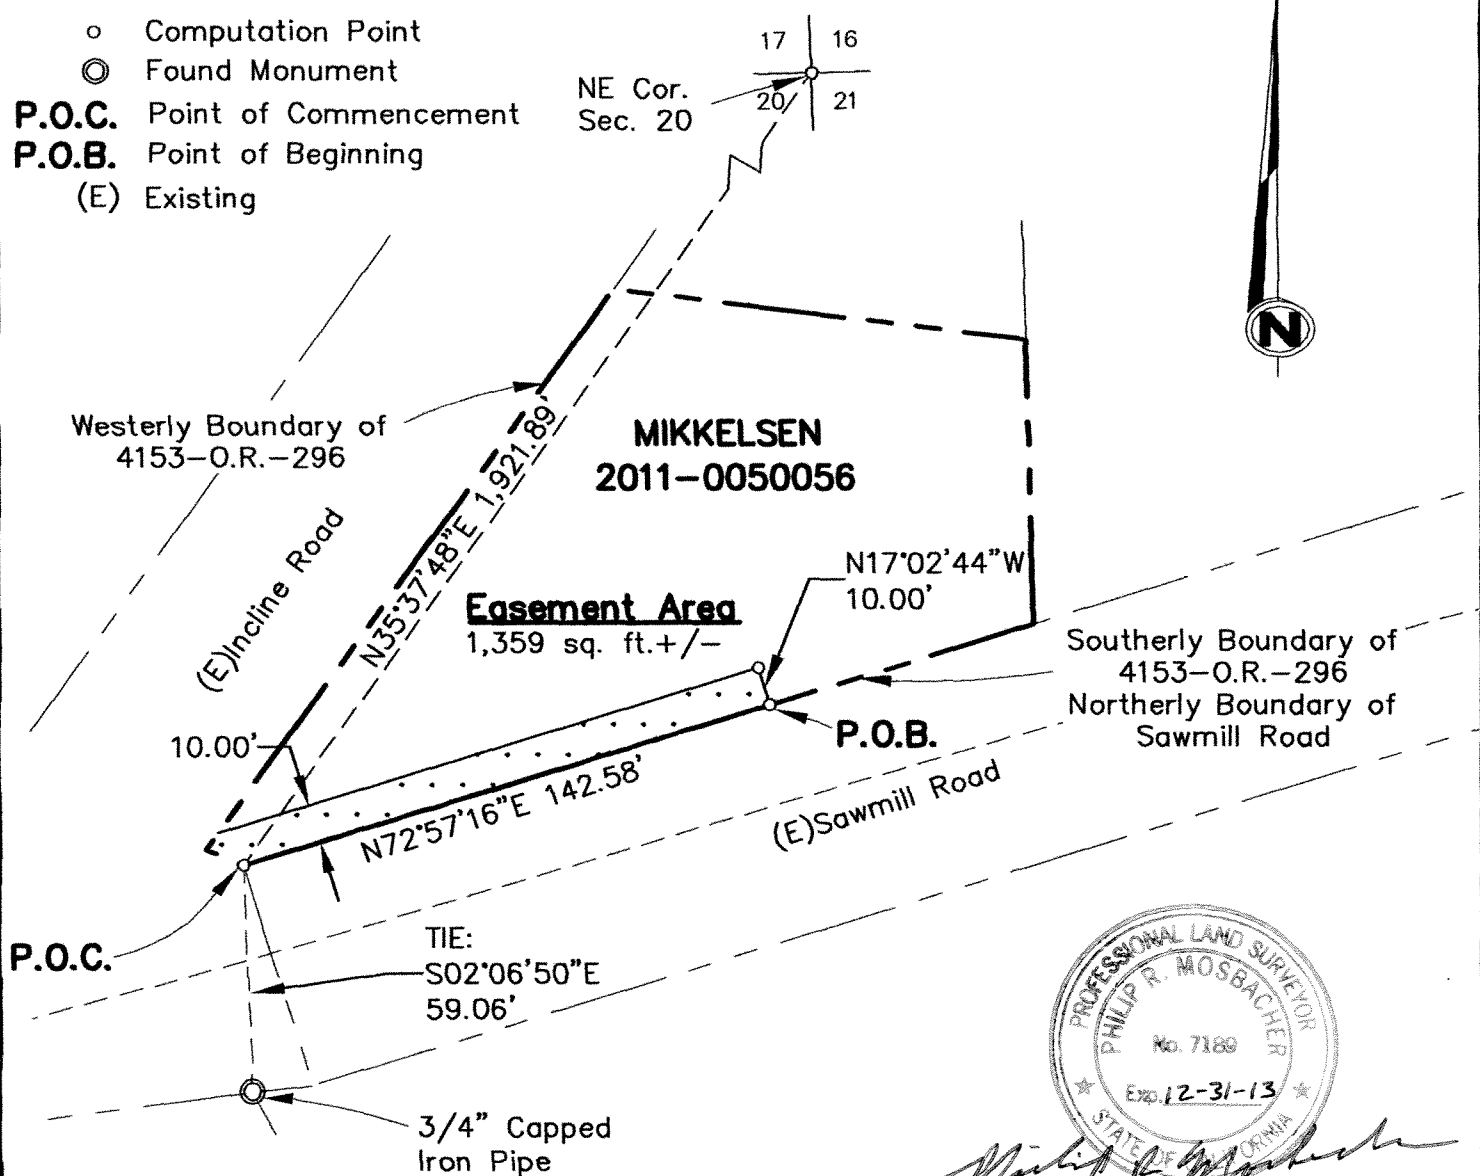 Computation Point
Found Monument
P.O.C. Point of Commencement
P.O.B. Point of Beginning
(E) Existing
17 16
20 21
NE Cor.
Sec. 20
N
Westerly Boundary of
4153-O.R.-296
MIKKELSEN
2011-0050056
N35°37'48"E 1,921.89'
(E)Incline Road
N17°02'44"W
10.00'
Easement Area
1,359 sq. ft.+/-
Southerly Boundary of
4153-O.R.-296
Northerly Boundary of
Sawmill Road
P.O.B.
10.00'
N72°57'16"E 142.58'
(E)Sawmill Road
P.O.C.
TIE:
S02°06'50"E
59.06'
3/4" Capped
Iron Pipe
PROFESSIONAL LAND SURVEYOR
PHILIP R. MOSBACHER
No. 7189
Exp. 12-31-13
STATE OF CALIFORNIA
Philip R. Mosbacher